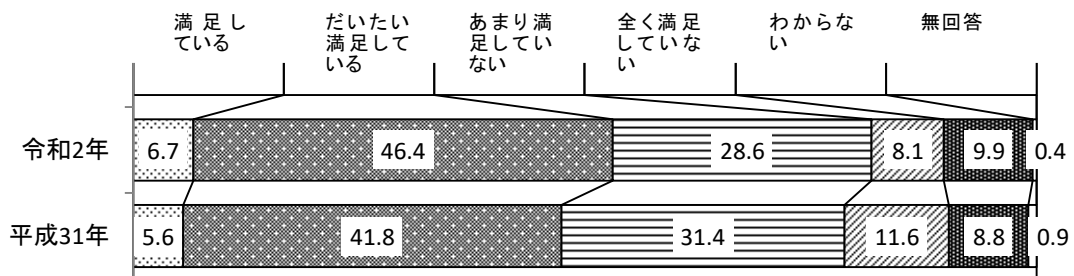 満足し
ている
だいたい
満足して
いる
あまり満
足してい
ない
全く満足
していな
い
わからな
い
無回答
令和2年 6.7 46.4 28.6 8.1 9.9 0.4
平成31年 5.6 41.8 31.4 11.6 8.8 0.9